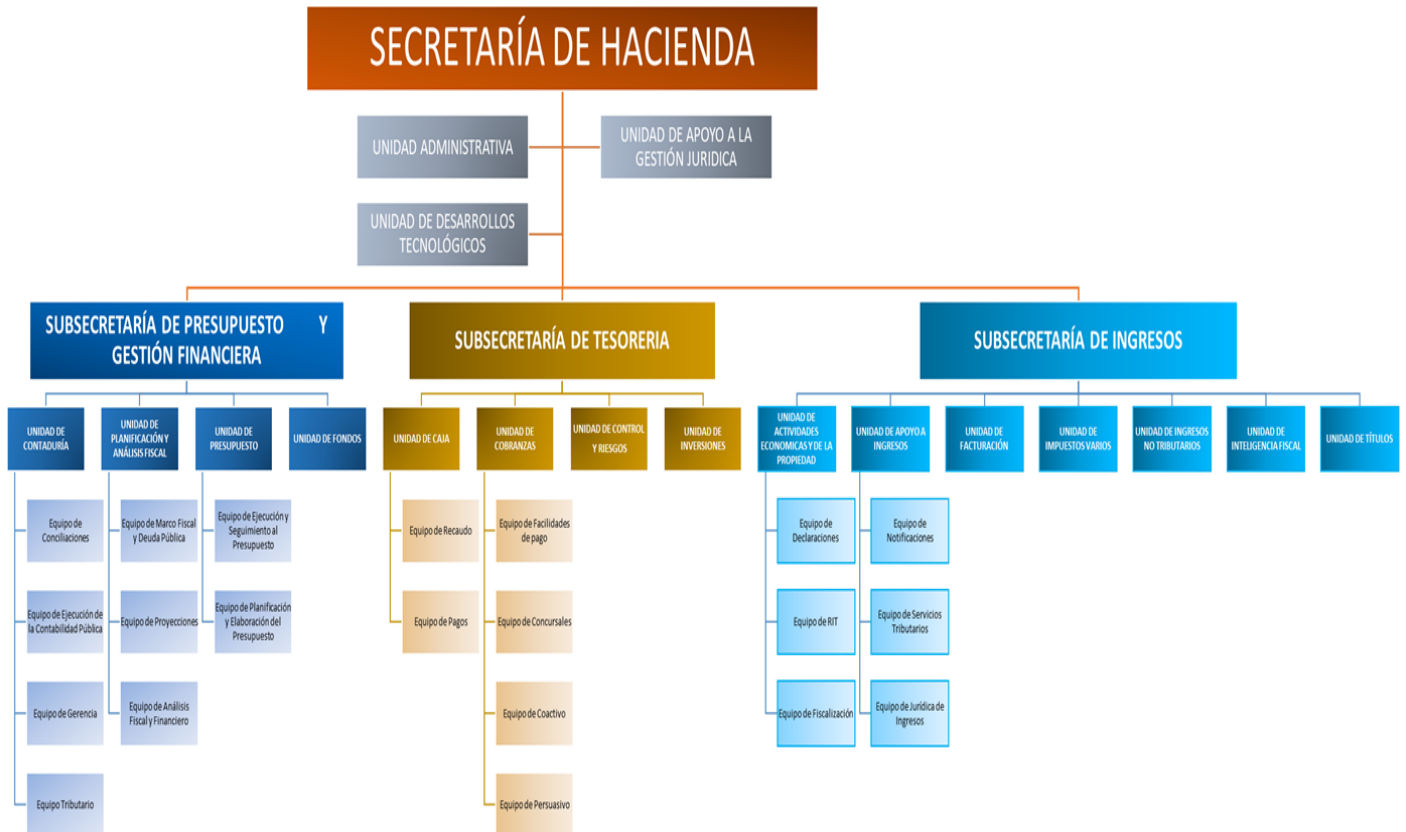 SECRETARÍA DE HACIENDA
UNIDAD ADMINISTRATIVA
UNIDAD DE APOYO A LA
GESTIÓN JURIDICA
UNIDAD DE DESARROLLOS
TECNOLÓGICOS
SUBSECRETARÍA DE PRESUPUESTO Y
GESTIÓN FINANCIERA
SUBSECRETARÍA DE TESORERIA
SUBSECRETARÍA DE INGRESOS
UNIDAD DE
CONTADURÍA
UNIDAD DE
PLANIFICACIÓN Y
ANÁLISIS FISCAL
UNIDAD DE
PRESUPUESTO
UNIDAD DE FONDOS
UNIDAD DE CAJA
UNIDAD DE
COBRANZAS
UNIDAD DE CONTROL
Y RIESGOS
UNIDAD DE
INVERSIONES
UNIDAD DE
ACTIVIDADES
ECONOMICAS Y DE LA
PROPIEDAD
UNIDAD DE APOYO A
INGRESOS
UNIDAD DE
FACTURACIÓN
UNIDAD DE
IMPUESTOS VARIOS
UNIDAD DE INGRESOS
NO TRIBUTARIOS
UNIDAD DE
INTELIGENCIA FISCAL
UNIDAD DE TÍTULOS
Equipo de
Conciliaciones
Equipo de Marco Fiscal
y Deuda Pública
Equipo de Ejecución y
Seguimiento al
Presupuesto
Equipo de Recaudo
Equipo de Facilidades
de pago
Equipo de
Declaraciones
Equipo de
Notificaciones
Equipo de Ejecución de
la Contabilidad Pública
Equipo de Proyecciones
Equipo de Planificación
y Elaboración del
Presupuesto
Equipo de Pagos
Equipo de Concursales
Equipo de RIT
Equipo de Servicios
Tributarios
Equipo de Gerencia
Equipo de Análisis
Fiscal y Financiero
Equipo de Coactivo
Equipo de Fiscalización
Equipo de Jurídica de
Ingresos
Equipo Tributario
Equipo de Persuasivo